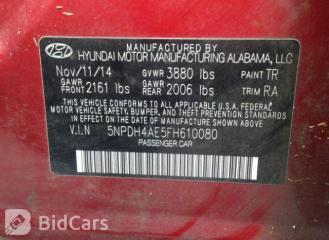 MANUFACTURED BY
HYUNDAI MOTOR MANUFACTURING ALABAMA, LLC
Nov/11/14 GVWR 3880 lbs PAINT TR
GAWR FRONT 2161 lbs GAWR REAR 2006 lbs TRIM RA
THIS VEHICLE CONFORMS TO ALL APPLICABLE
FEDERAL MOTOR VEHICLE SAFETY, BUMPER, AND
THEFT PREVENTION STANDARDS IN EFFECT ON
THE DATE OF MANUFACTURE SHOWN ABOVE.
V.I.N 5NPDH4AE5FH610080
PASSENGER CAR
BidCars